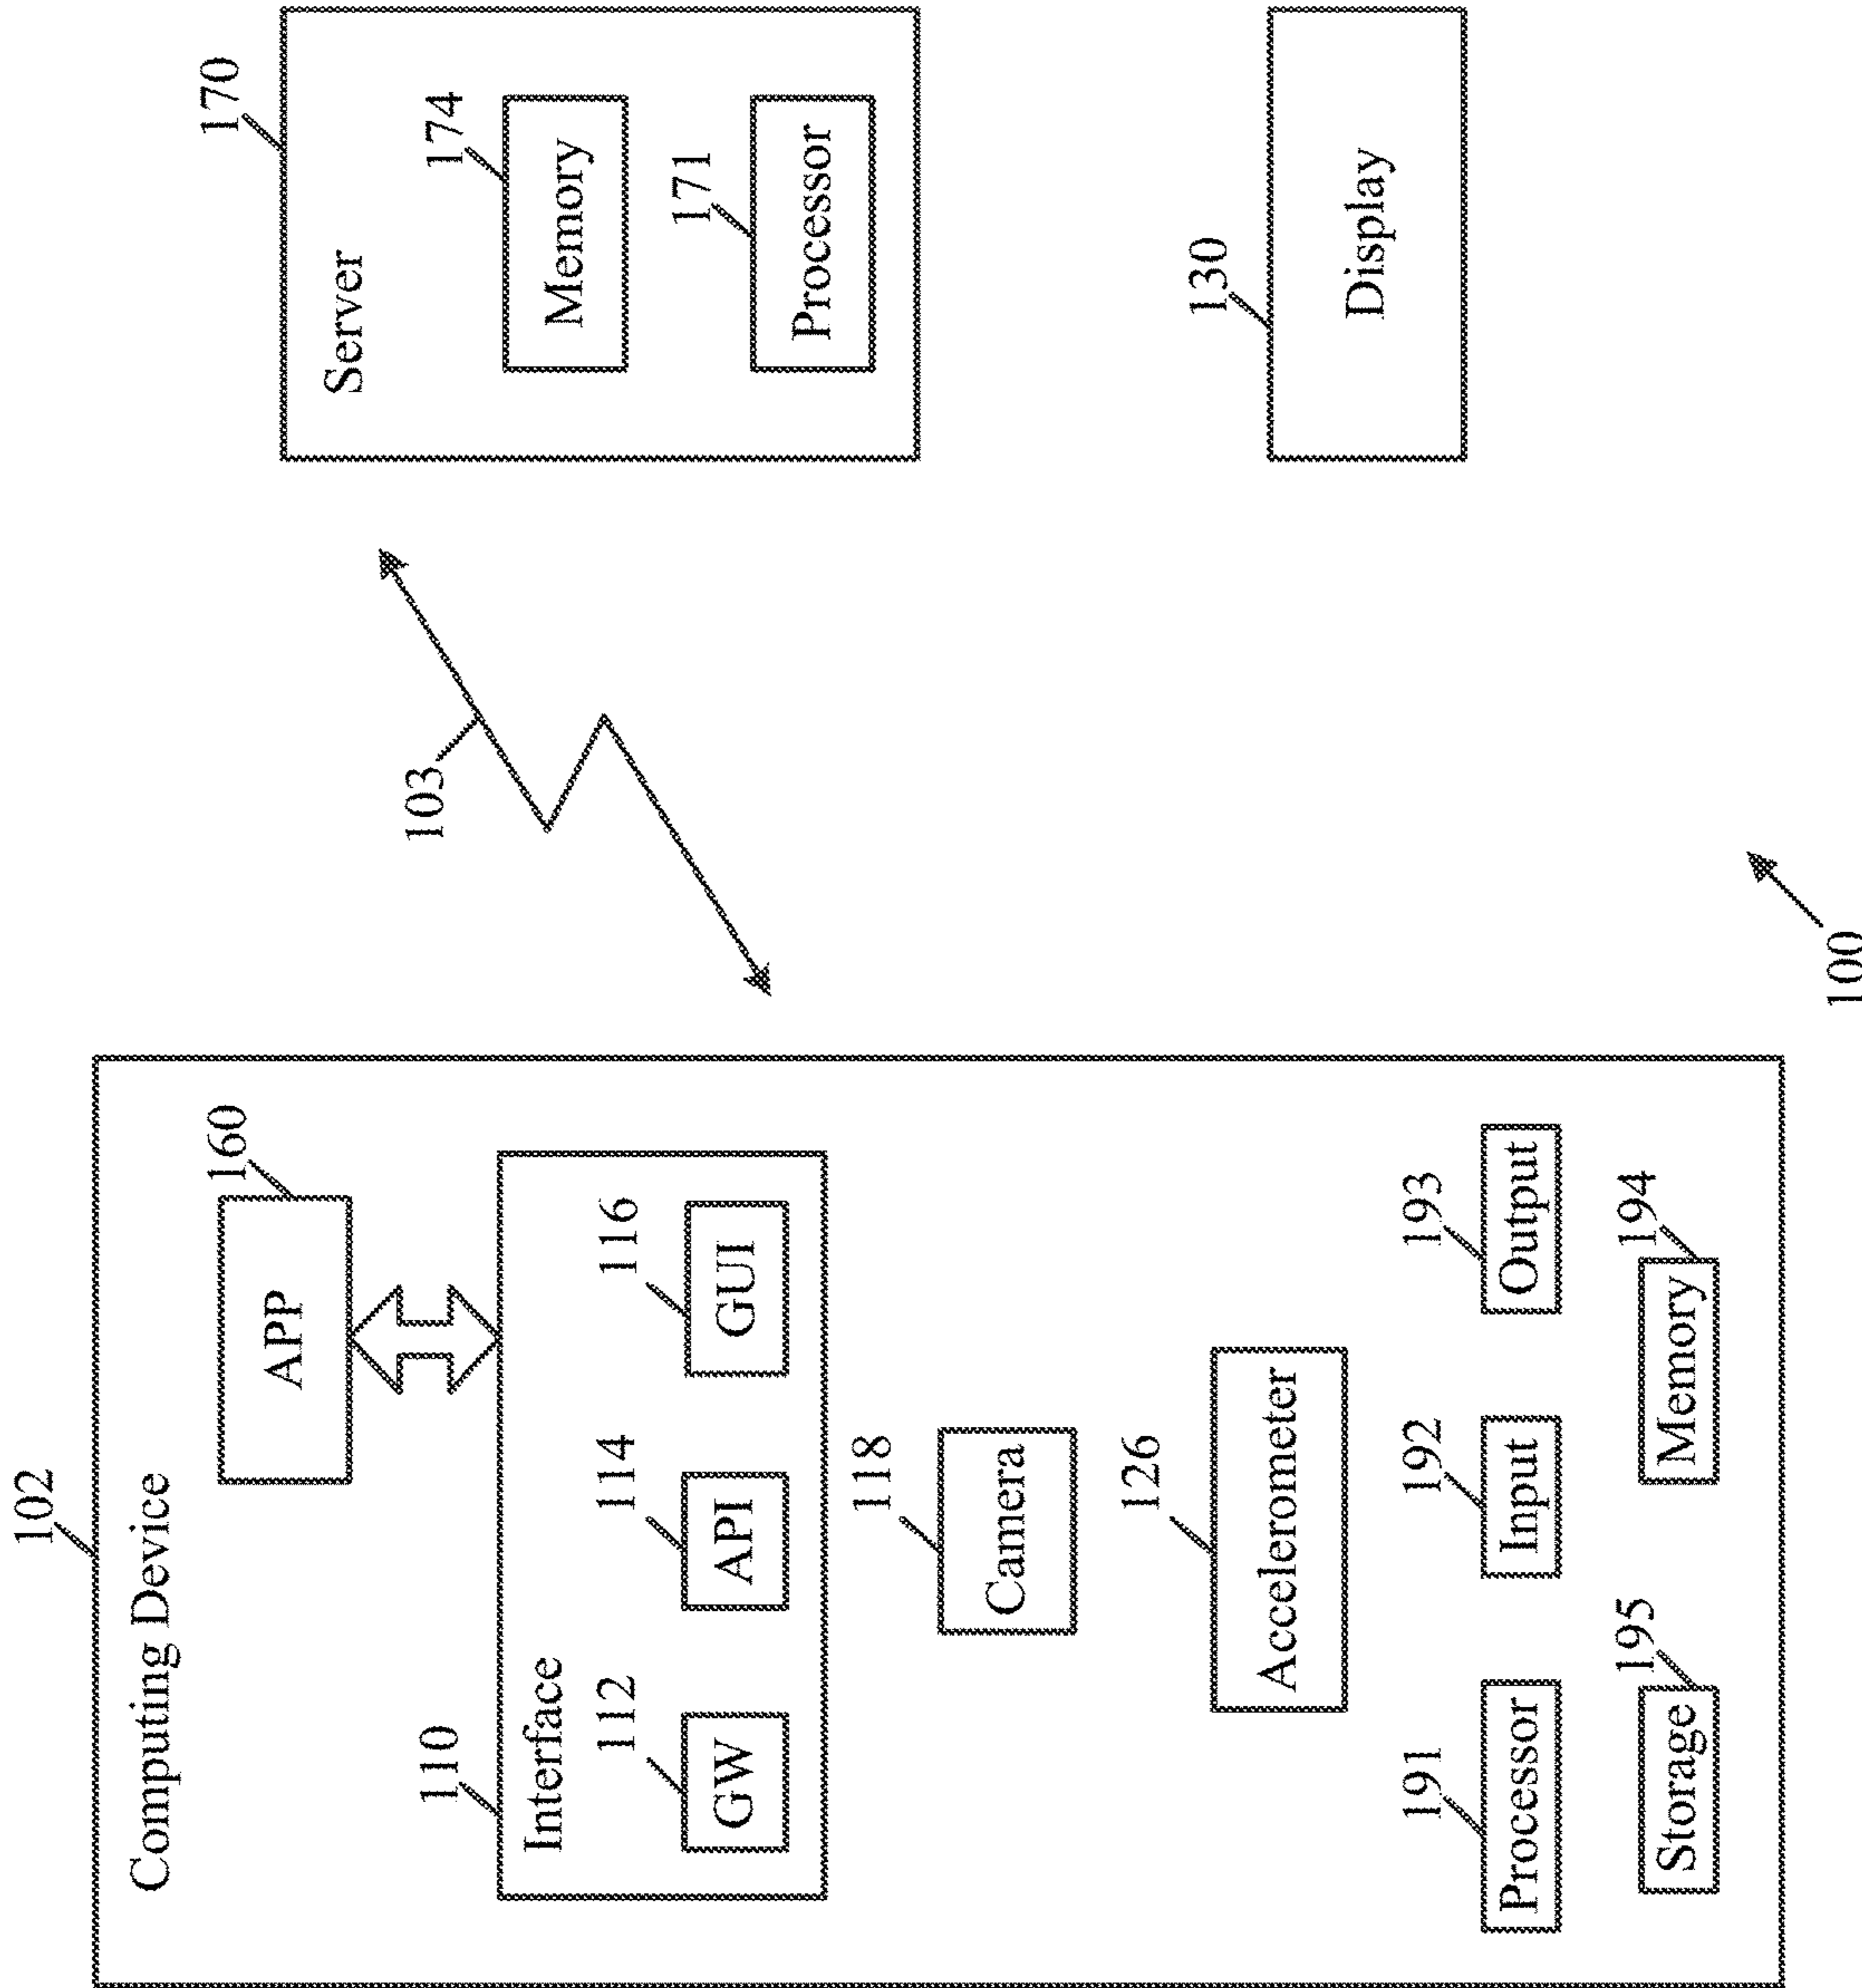 102
Computing Device
160
APP
110
Interface
112
GW
114
API
116
GUI
118
Camera
126
Accelerometer
191
Processor
192
Input
193
Output
195
Storage
194
Memory
103
170
Server
174
Memory
171
Processor
130
Display
100